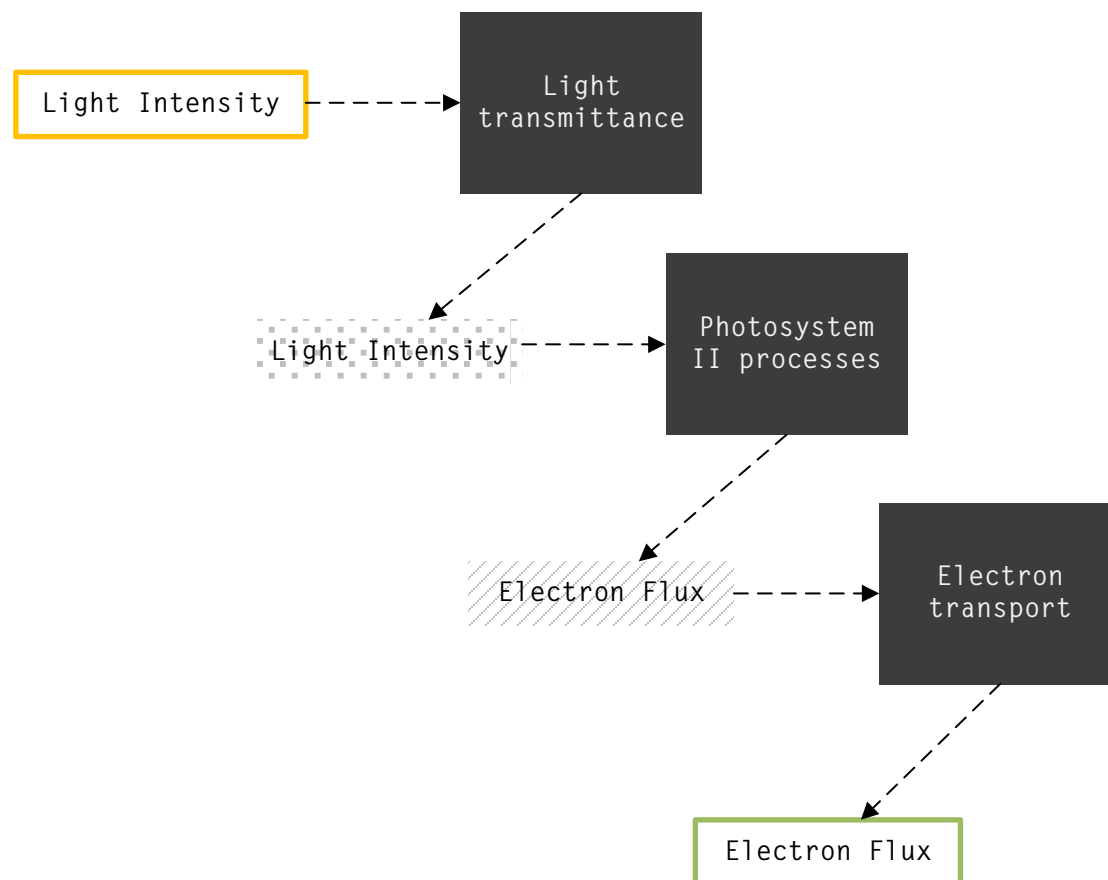 Light Intensity
Light
transmittance
Light Intensity
Photosystem
II processes
Electron Flux
Electron
transport
Electron Flux